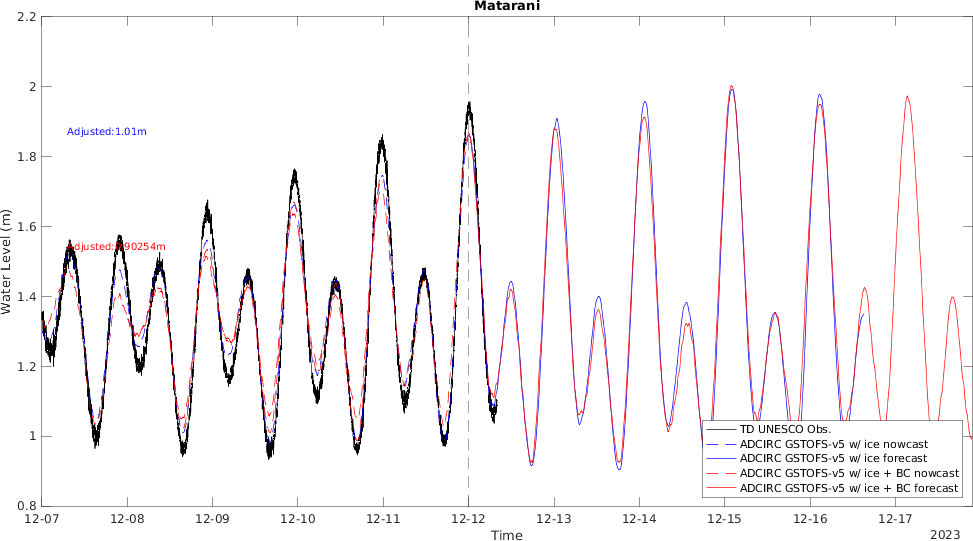 Matarani
2.2
2
1.8
1.6
1.4
1.2
1
0.8
Water Level (m)
Adjusted:1.01m
Adjusted:0.90254m
TD UNESCO Obs.
ADCIRC GSTOFS-v5 w/ ice nowcast
ADCIRC GSTOFS-v5 w/ ice forecast
ADCIRC GSTOFS-v5 w/ ice + BC nowcast
ADCIRC GSTOFS-v5 w/ ice + BC forecast
12-07 12-08 12-09 12-10 12-11 12-12 12-13 12-14 12-15 12-16 12-17
Time
2023